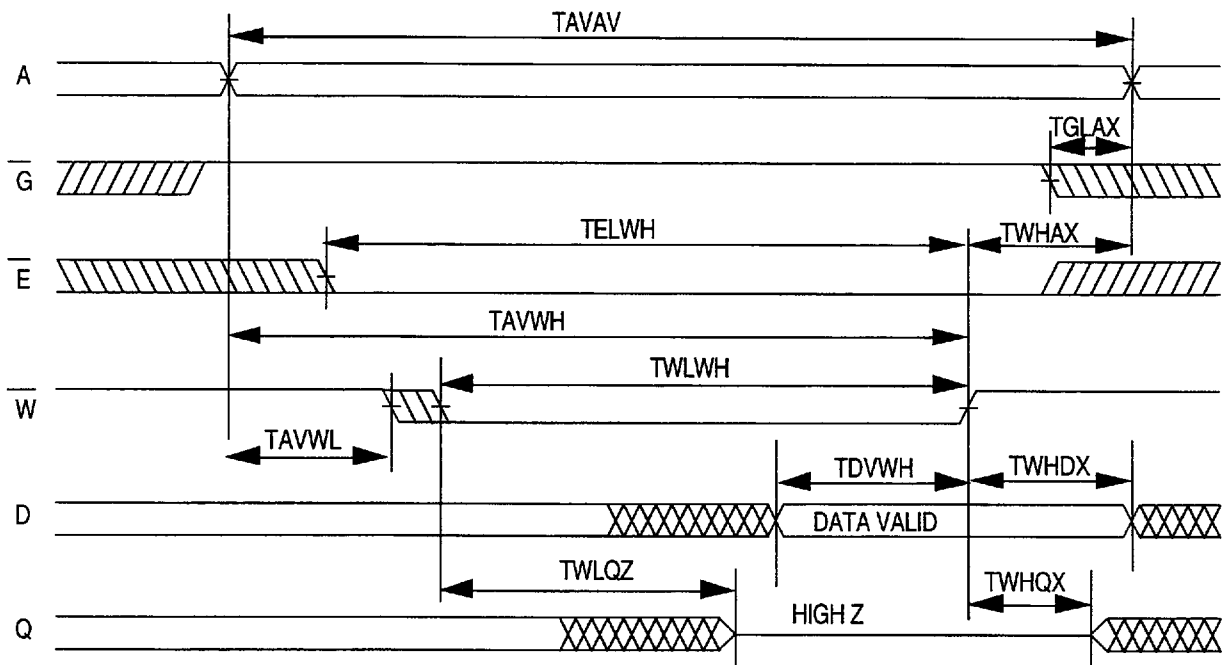 TAVAV
A
TGLAX
G
TELWH
TWHAX
E
TAVWH
TWLWH
W
TAVWL
TDVWH
TWHDX
D
DATA VALID
TWLQZ
TWHQX
Q
HIGH Z